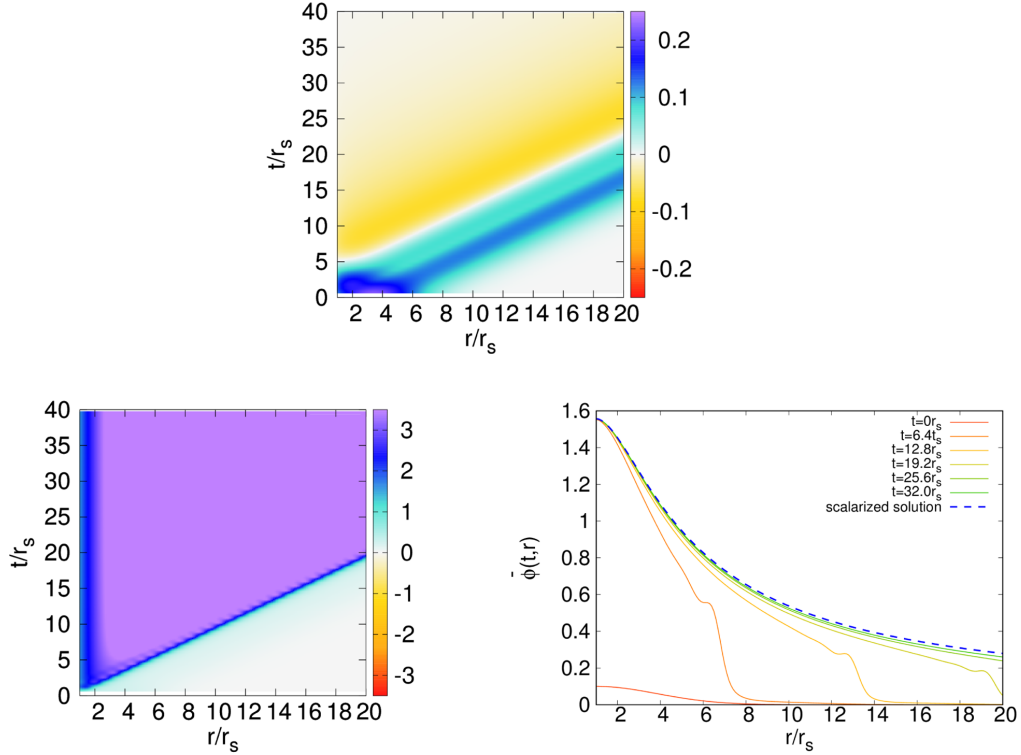 40
35
30
25
20
15
10
5
0
t/rs
2 4 6 8 10 12 14 16 18 20
r/rs
0.2
0.1
0
-0.1
-0.2
40
35
30
25
20
15
10
5
0
t/rs
2 4 6 8 10 12 14 16 18 20
r/rs
3
2
1
0
-1
-2
-3
1.6
1.4
1.2
1
0.8
0.6
0.4
0.2
0
ϕ̄(t,r)
t=0rs
t=6.4ts
t=12.8rs
t=19.2rs
t=25.6rs
t=32.0rs
scalarized solution
2 4 6 8 10 12 14 16 18 20
r/rs